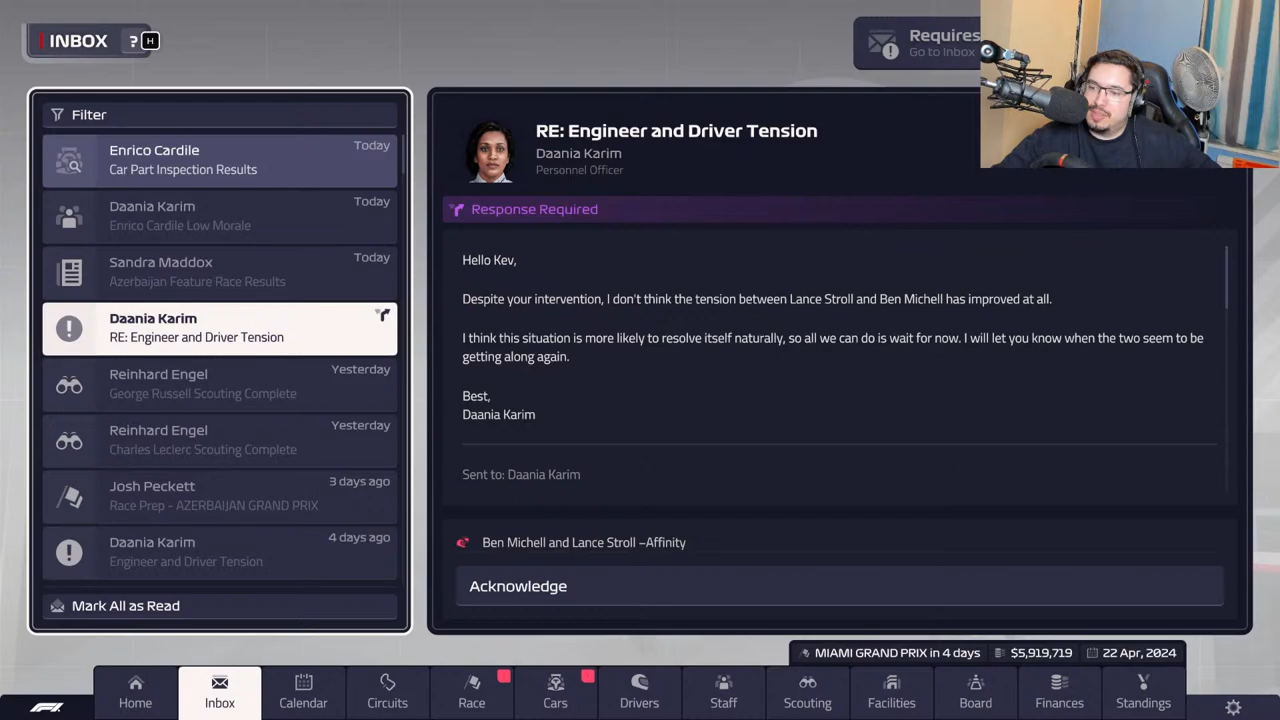 INBOX ? H
Requires
Go to Inbox
Filter
Enrico Cardile Today
Car Part Inspection Results
Daania Karim Today
Enrico Cardile Low Morale
Sandra Maddox Today
Azerbaijan Feature Race Results
Daania Karim
RE: Engineer and Driver Tension
Reinhard Engel Yesterday
George Russell Scouting Complete
Reinhard Engel Yesterday
Charles Leclerc Scouting Complete
Josh Peckett 3 days ago
Race Prep - AZERBAIJAN GRAND PRIX
Daania Karim 4 days ago
Engineer and Driver Tension
Mark All as Read
RE: Engineer and Driver Tension
Daania Karim
Personnel Officer
Response Required
Hello Kev,
Despite your intervention, I don't think the tension between Lance Stroll and Ben Michell has improved at all.
I think this situation is more likely to resolve itself naturally, so all we can do is wait for now. I will let you know when the two seem to be
getting along again.
Best,
Daania Karim
Sent to: Daania Karim
Ben Michell and Lance Stroll –Affinity
Acknowledge
MIAMI GRAND PRIX in 4 days $5,919,719 22 Apr, 2024
Home Inbox Calendar Circuits Race Cars Drivers Staff Scouting Facilities Board Finances Standings